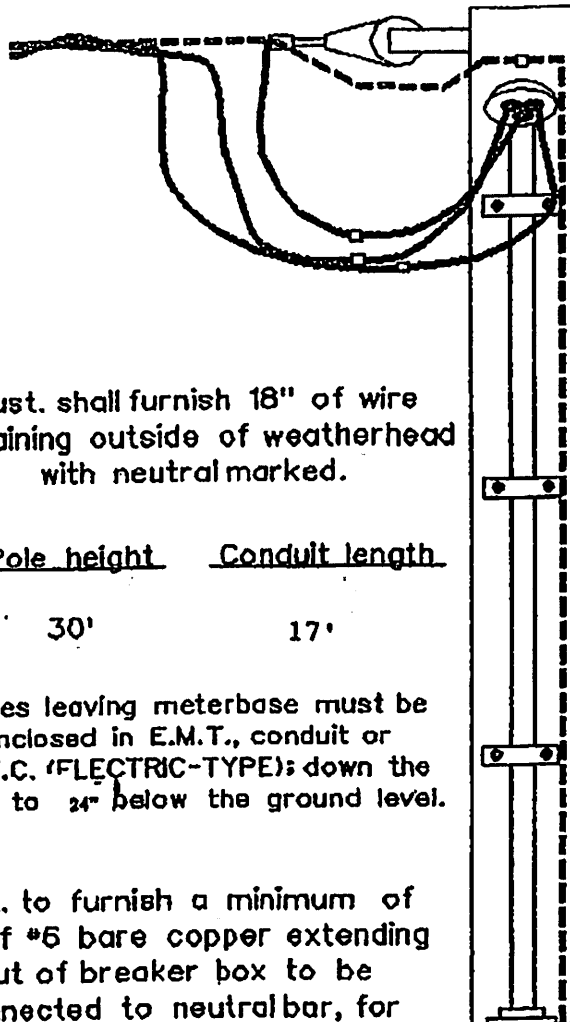 ust. shall furnish 18" of wire
aining outside of weatherhead
with neutral marked.
Pole height Conduit length
30' 17'
es leaving meterbase must be
nclosed in E.M.T., conduit or
.C. (FLECTRIC-TYPE); down the
to 24" below the ground level.
. to furnish a minimum of
f #6 bare copper extending
ut of breaker box to be
nected to neutral bar, for